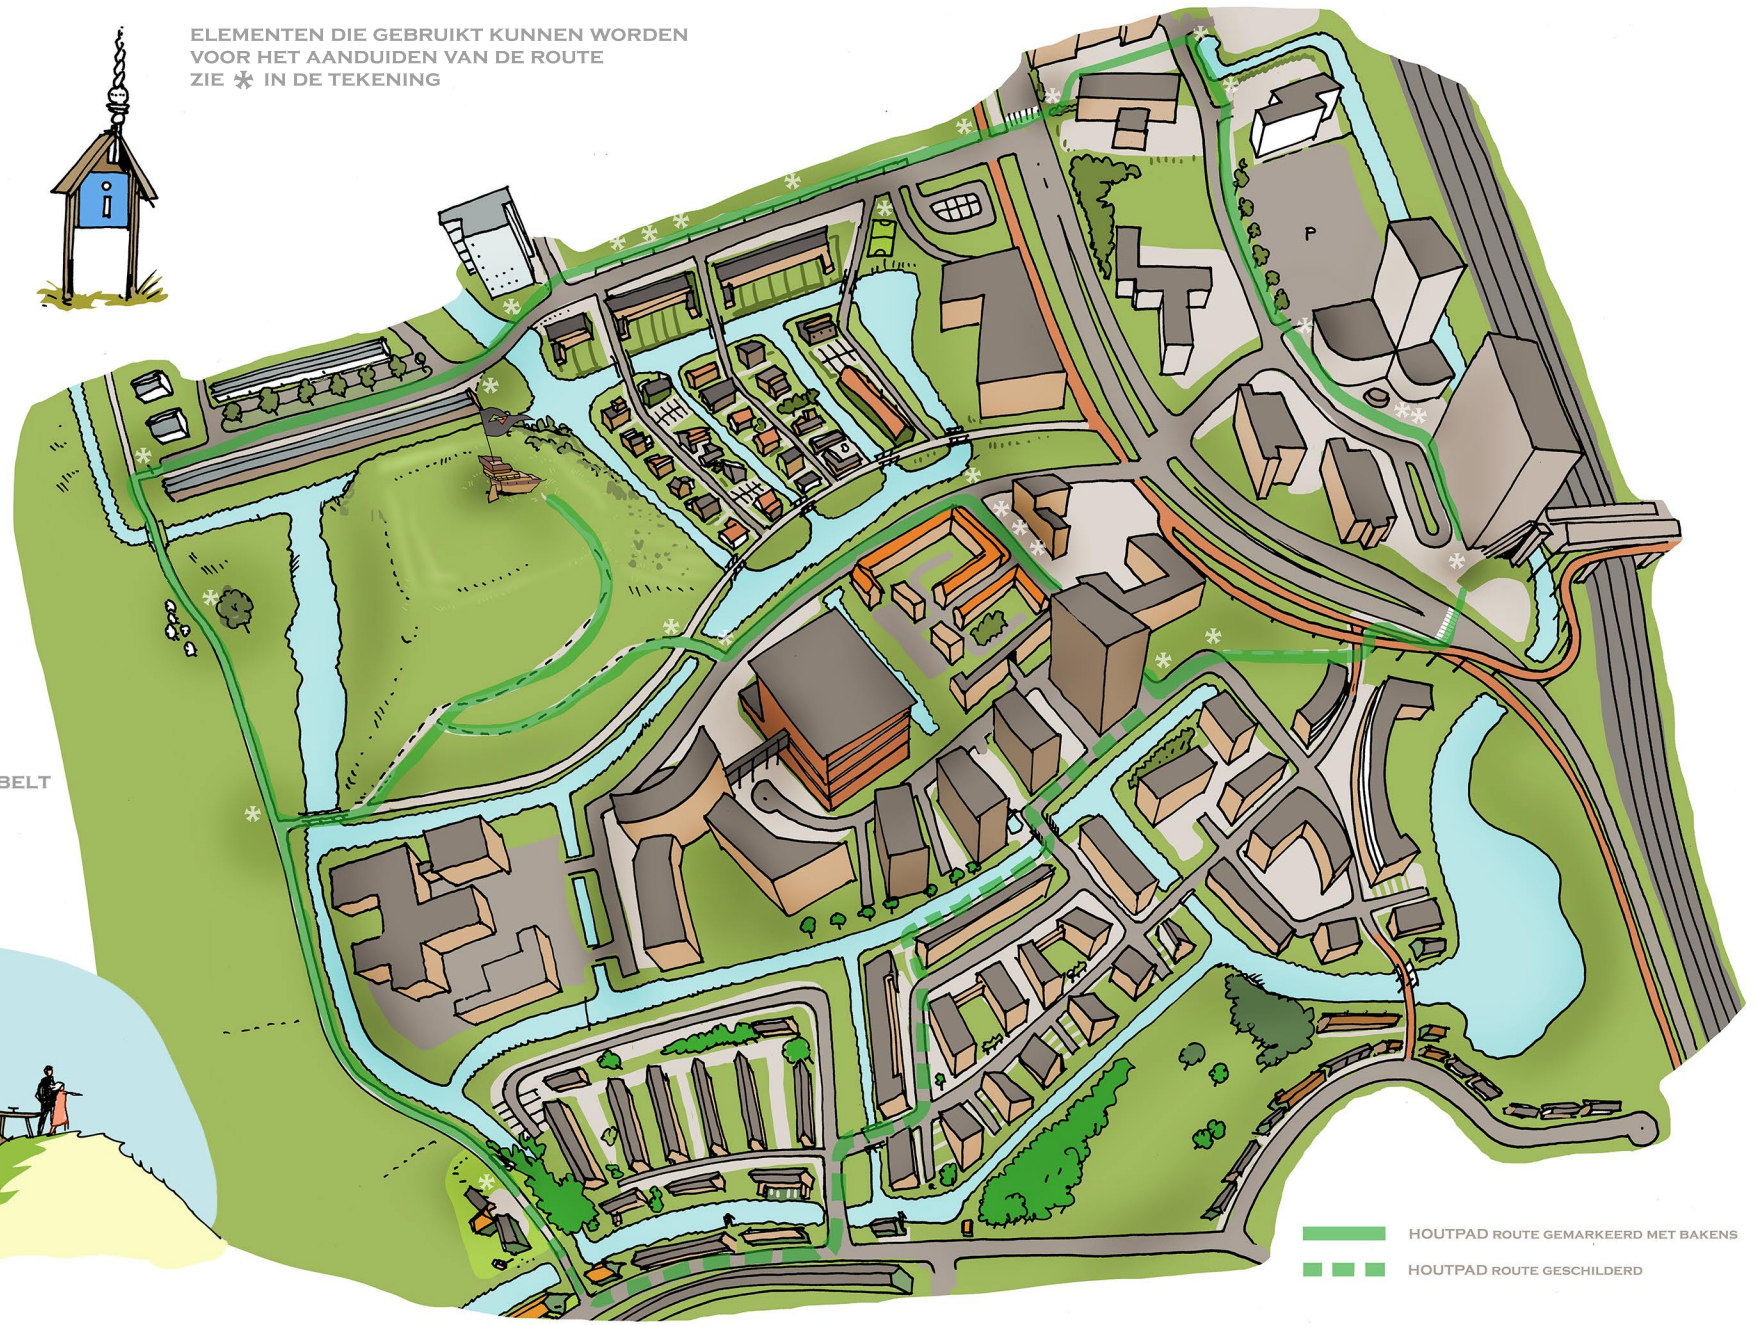 ELEMENTEN DIE GEBRUIKT KUNNEN WORDEN
VOOR HET AANDUIDEN VAN DE ROUTE
ZIE * IN DE TEKENING
i
P
BELT
HOUTPAD ROUTE GEMARKEERD MET BAKENS
HOUTPAD ROUTE GESCHILDERD